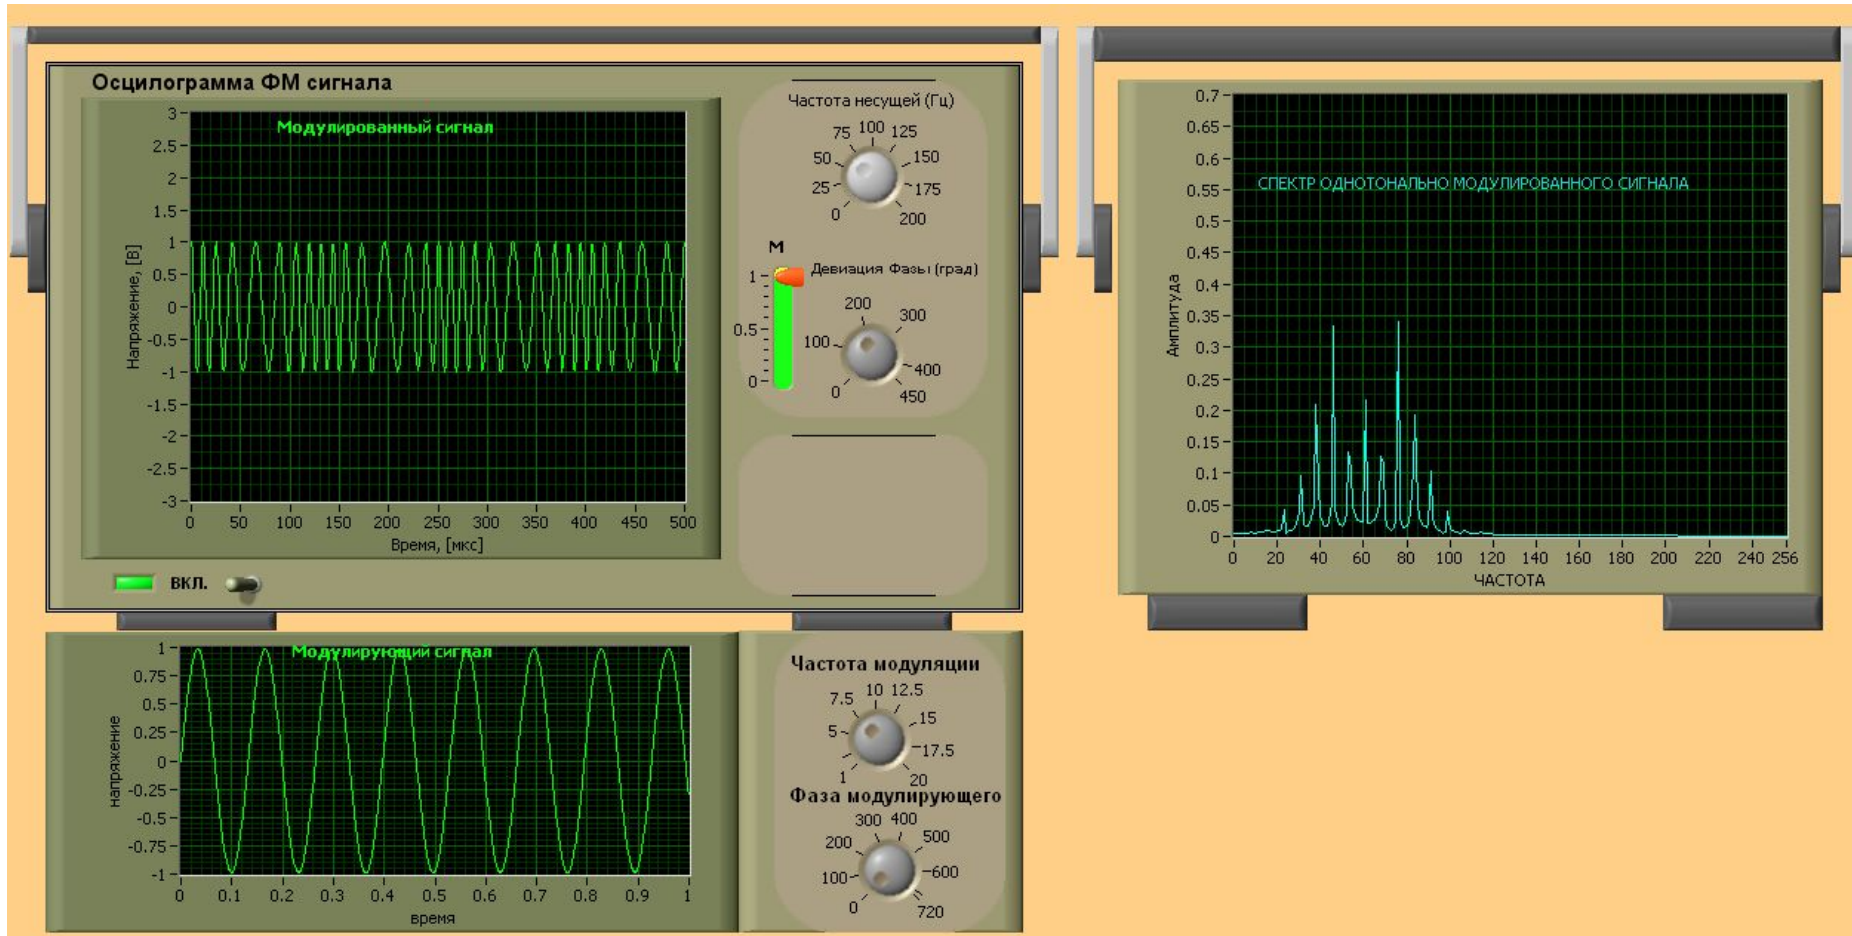 Осцилограмма ФМ сигнала
Модулированный сигнал
3
2.5
2
1.5
1
0.5
0
-0.5
-1
-1.5
-2
-2.5
-3
Напряжение, [В]
0 50 100 150 200 250 300 350 400 450 500
Время, [мкс]
ВКЛ.
Частота несущей (Гц)
75 100 125
50 150
25 175
0 200
М
1
0.5
0
Девиация Фазы (град)
200 300
100 400
0 450
0.7
0.65
0.6
0.55
0.5
0.45
0.4
0.35
0.3
0.25
0.2
0.15
0.1
0.05
0
Амплитуда
СПЕКТР ОДНОТОНАЛЬНО МОДУЛИРОВАННОГО СИГНАЛА
0 20 40 60 80 100 120 140 160 180 200 220 240 256
ЧАСТОТА
Модулирующий сигнал
1
0.75
0.5
0.25
0
-0.25
-0.5
-0.75
-1
напряжение
0 0.1 0.2 0.3 0.4 0.5 0.6 0.7 0.8 0.9 1
время
Частота модуляции
7.5 10 12.5
5 15
17.5
1 20
Фаза модулирующего
300 400
200 500
100 600
0 720